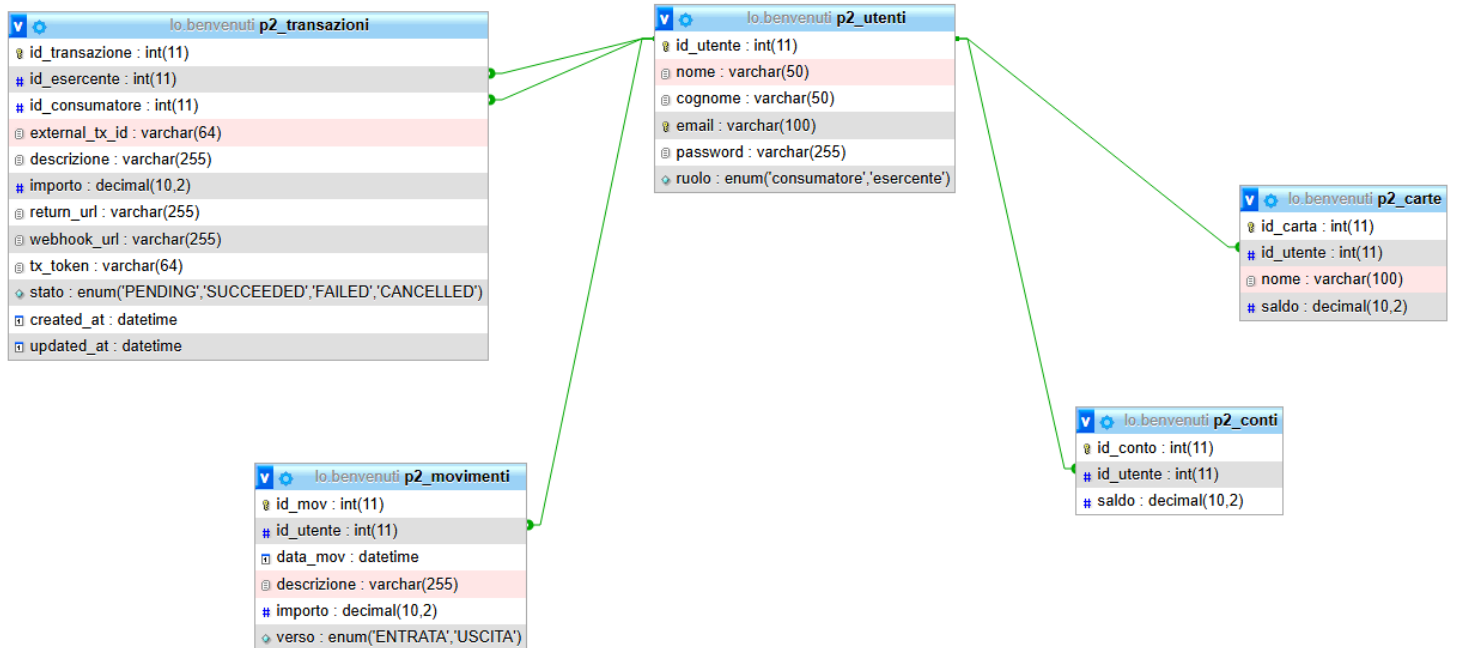 lo.benvenuti p2_transazioni
id_transazione : int(11)
id_esercente : int(11)
id_consumatore : int(11)
external_tx_id : varchar(64)
descrizione : varchar(255)
importo : decimal(10,2)
return_url : varchar(255)
webhook_url : varchar(255)
tx_token : varchar(64)
stato : enum('PENDING','SUCCEEDED','FAILED','CANCELLED')
created_at : datetime
updated_at : datetime
lo.benvenuti p2_utenti
id_utente : int(11)
nome : varchar(50)
cognome : varchar(50)
email : varchar(100)
password : varchar(255)
ruolo : enum('consumatore','esercente')
lo.benvenuti p2_carte
id_carta : int(11)
id_utente : int(11)
nome : varchar(100)
saldo : decimal(10,2)
lo.benvenuti p2_conti
id_conto : int(11)
id_utente : int(11)
saldo : decimal(10,2)
lo.benvenuti p2_movimenti
id_mov : int(11)
id_utente : int(11)
data_mov : datetime
descrizione : varchar(255)
importo : decimal(10,2)
verso : enum('ENTRATA','USCITA')